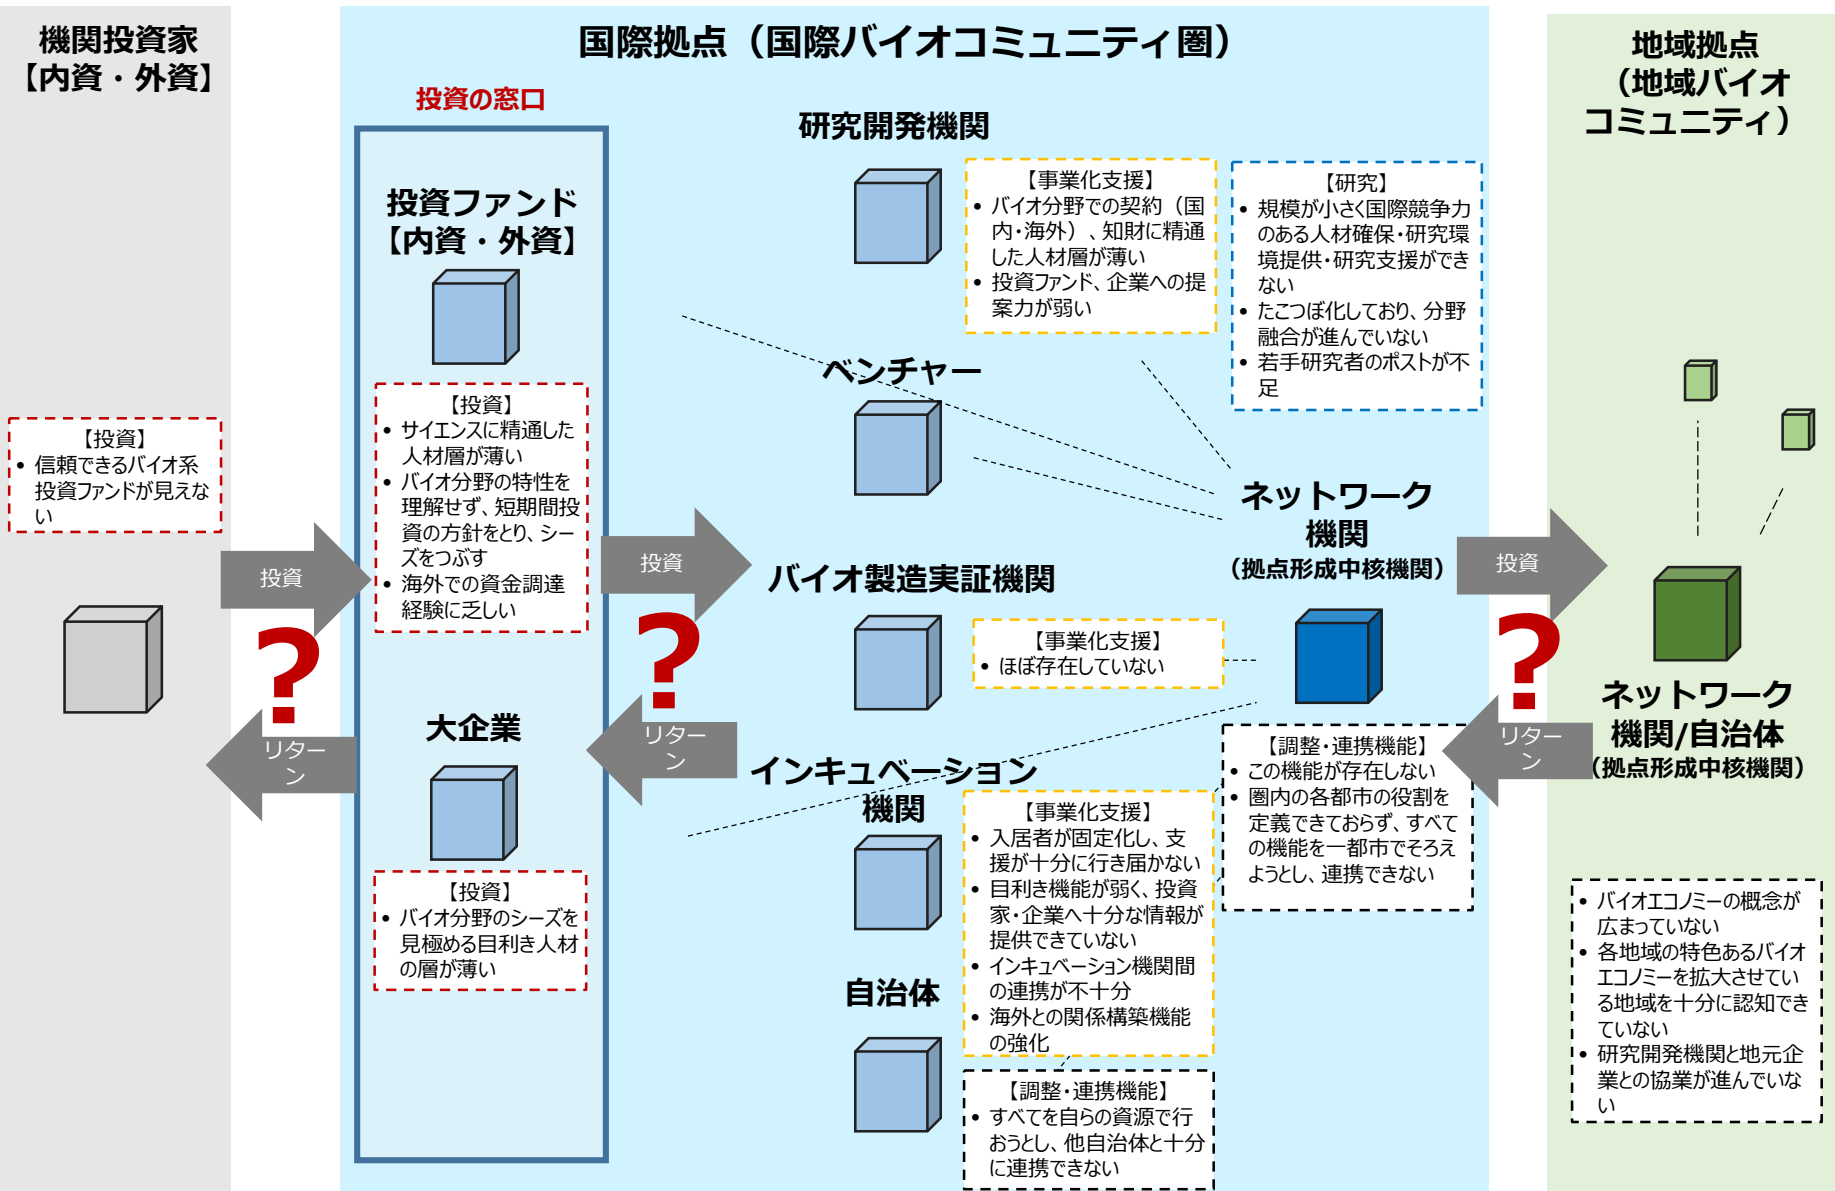 機関投資家
【内資・外資】
【投資】
• 信頼できるバイオ系
投資ファンドが見えな
い
投資
?
リター
ン
国際拠点（国際バイオコミュニティ圏）
投資の窓口
投資ファンド
【内資・外資】
【投資】
• サイエンスに精通した
人材層が薄い
• バイオ分野の特性を
理解せず、短期間投
資の方針をとり、シー
ズをつぶす
• 海外での資金調達
経験に乏しい
大企業
【投資】
• バイオ分野のシーズを
見極める目利き人材
の層が薄い
投資
?
リター
ン
研究開発機関
【事業化支援】
• バイオ分野での契約（国
内・海外）、知財に精通
した人材層が薄い
• 投資ファンド、企業への提
案力が弱い
【研究】
• 規模が小さく国際競争力
のある人材確保・研究環
境提供・研究支援ができ
ない
• たこつぼ化しており、分野
融合が進んでいない
• 若手研究者のポストが不
足
ベンチャー
バイオ製造実証機関
【事業化支援】
• ほぼ存在していない
インキュベーション
機関
【事業化支援】
• 入居者が固定化し、支
援が十分に行き届かない
• 目利き機能が弱く、投資
家・企業へ十分な情報が
提供できていない
• インキュベーション機関間
の連携が不十分
• 海外との関係構築機能
の強化
自治体
【調整・連携機能】
• すべてを自らの資源で行
おうとし、他自治体と十分
に連携できない
ネットワーク
機関
（拠点形成中核機関）
【調整・連携機能】
• この機能が存在しない
• 圏内の各都市の役割を
定義できておらず、すべて
の機能を一都市でそろえ
ようとし、連携できない
投資
?
リター
ン
地域拠点
（地域バイオ
コミュニティ）
ネットワーク
機関/自治体
（拠点形成中核機関）
• バイオエコノミーの概念が
広まっていない
• 各地域の特色あるバイオ
エコノミーを拡大させてい
る地域を十分に認知でき
ていない
• 研究開発機関と地元企
業との協業が進んでいな
い